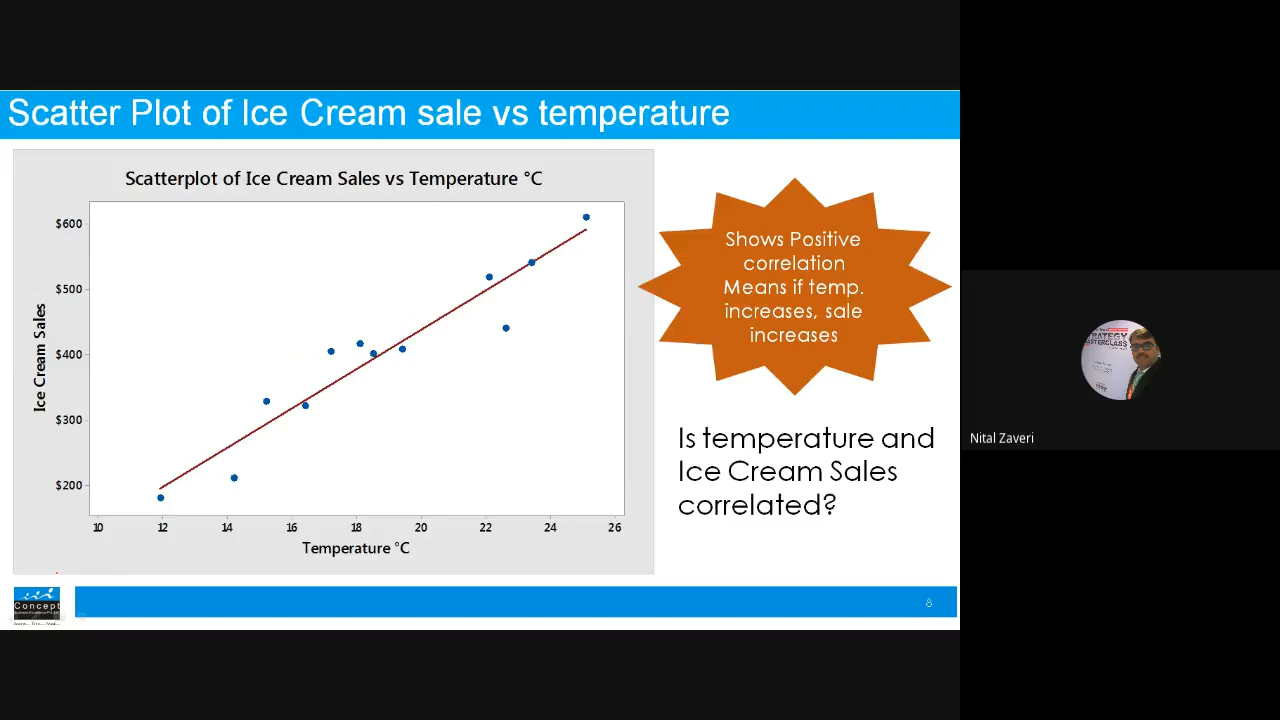 Scatter Plot of Ice Cream sale vs temperature
Scatterplot of Ice Cream Sales vs Temperature °C
$600
$500
$400
$300
$200
Ice Cream Sales
10 12 14 16 18 20 22 24 26
Temperature °C
Shows Positive
correlation
Means if temp.
increases, sale
increases
Is temperature and
Ice Cream Sales
correlated?
Concept
8
STRATEGY
MASTERCLASS
Nital Zaveri